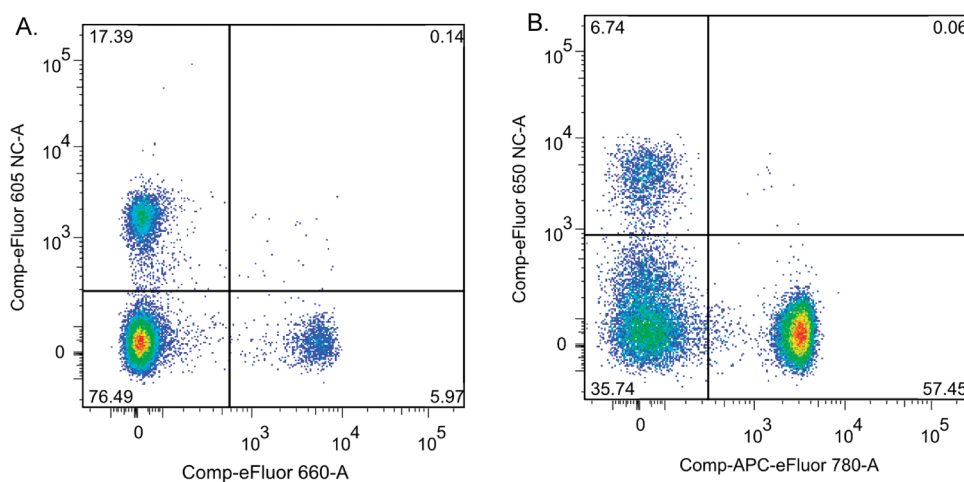 A.
17.39 0.14
10^5
10^4
10^3
0
76.49 5.97
0 10^3 10^4 10^5
Comp-eFluor 605 NC-A
Comp-eFluor 660-A
B.
6.74 0.06
10^5
10^4
10^3
0
35.74 57.45
0 10^3 10^4 10^5
Comp-eFluor 650 NC-A
Comp-APC-eFluor 780-A